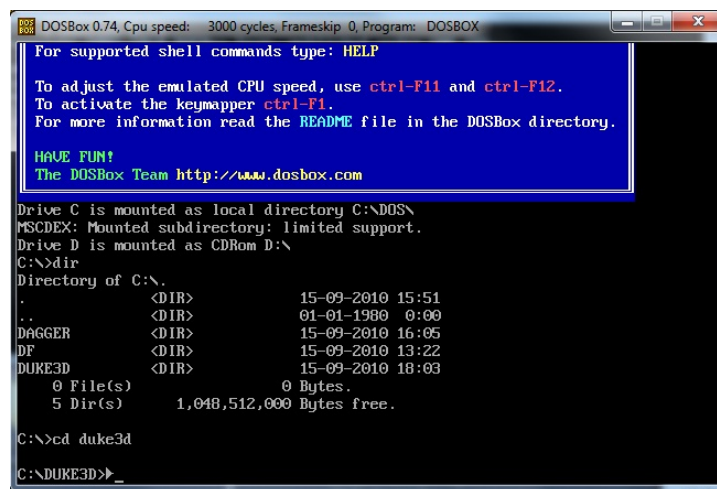 DOSBox 0.74, Cpu speed: 3000 cycles, Frameskip 0, Program: DOSBOX
For supported shell commands type: HELP
To adjust the emulated CPU speed, use ctrl-F11 and ctrl-F12.
To activate the keymapper ctrl-F1.
For more information read the README file in the DOSBox directory.
HAVE FUN!
The DOSBox Team http://www.dosbox.com
Drive C is mounted as local directory C:\DOS\
MSCDEX: Mounted subdirectory: limited support.
Drive D is mounted as CDRom D:\
C:\>dir
Directory of C:\.
. <DIR> 15-09-2010 15:51
.. <DIR> 01-01-1980 0:00
DAGGER <DIR> 15-09-2010 16:05
DF <DIR> 15-09-2010 13:22
DUKE3D <DIR> 15-09-2010 18:03
0 File(s) 0 Bytes.
5 Dir(s) 1,048,512,000 Bytes free.
C:\>cd duke3d
C:\DUKE3D>_